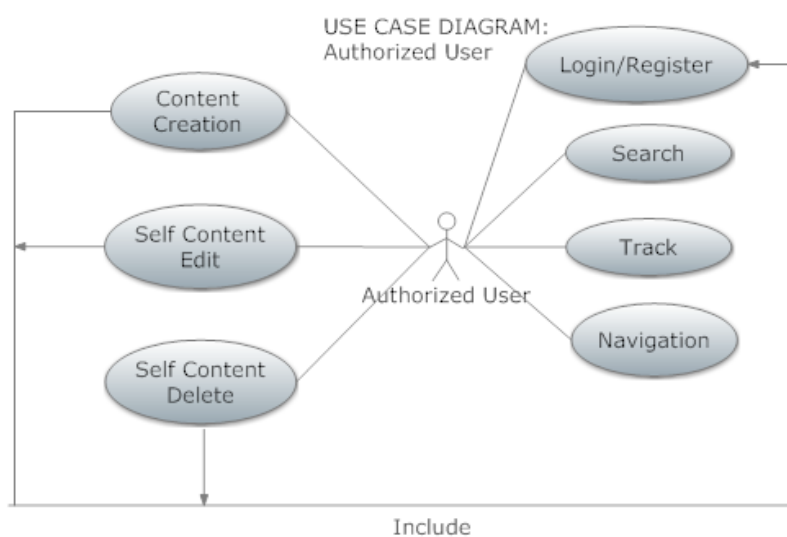 USE CASE DIAGRAM:
Authorized User
Login/Register
Content
Creation
Search
Self Content
Edit
Track
Authorized User
Navigation
Self Content
Delete
Include